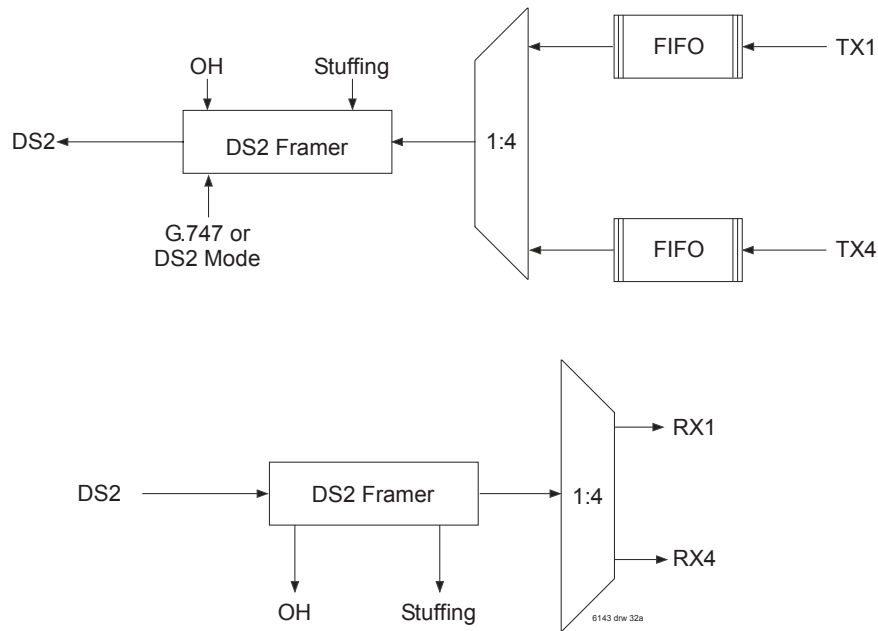 OH
Stuffing
FIFO
TX1
DS2
DS2 Framer
1:4
G.747 or
DS2 Mode
FIFO
TX4
RX1
DS2
DS2 Framer
1:4
RX4
OH
Stuffing
6143 drw 32a